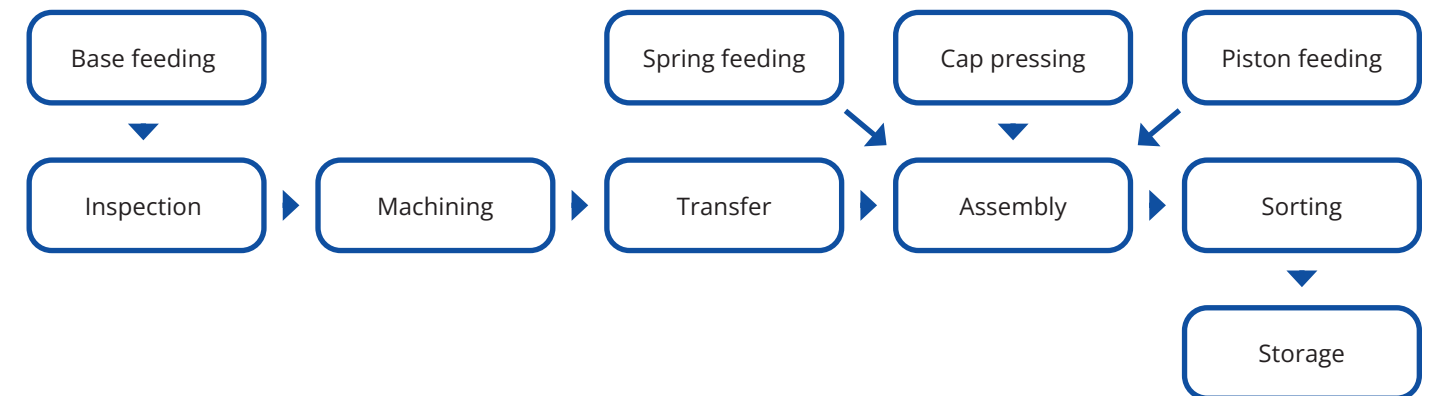 Base feeding
Spring feeding
Cap pressing
Piston feeding
Inspection
Machining
Transfer
Assembly
Sorting
Storage